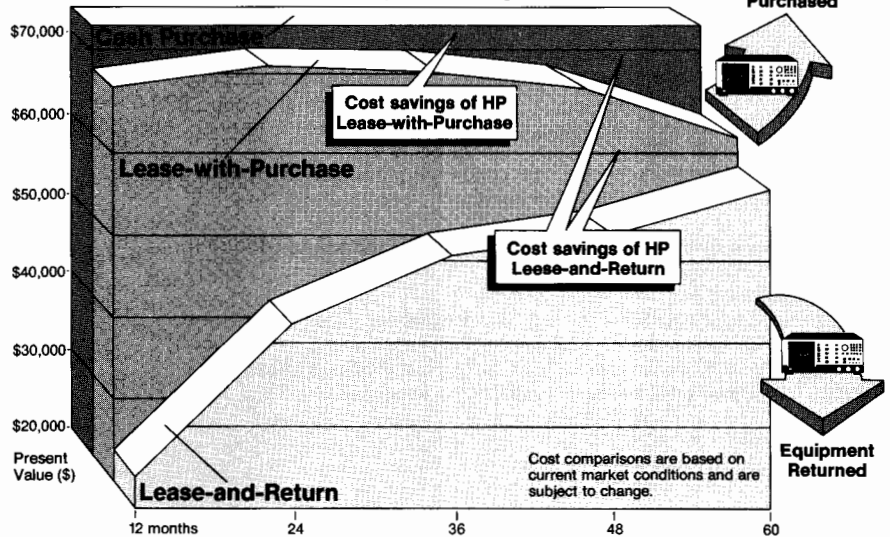 Purchased
$70,000
Cash Purchase
$60,000
Cost savings of HP
Lease-with-Purchase
Lease-with-Purchase
$50,000
Cost savings of HP
Leese-and-Return
$40,000
$30,000
$20,000
Present
Value ($)
Cost comparisons are based on
current market conditions and are
subject to change.
Equipment
Returned
Lease-and-Return
12 months
24
36
48
60